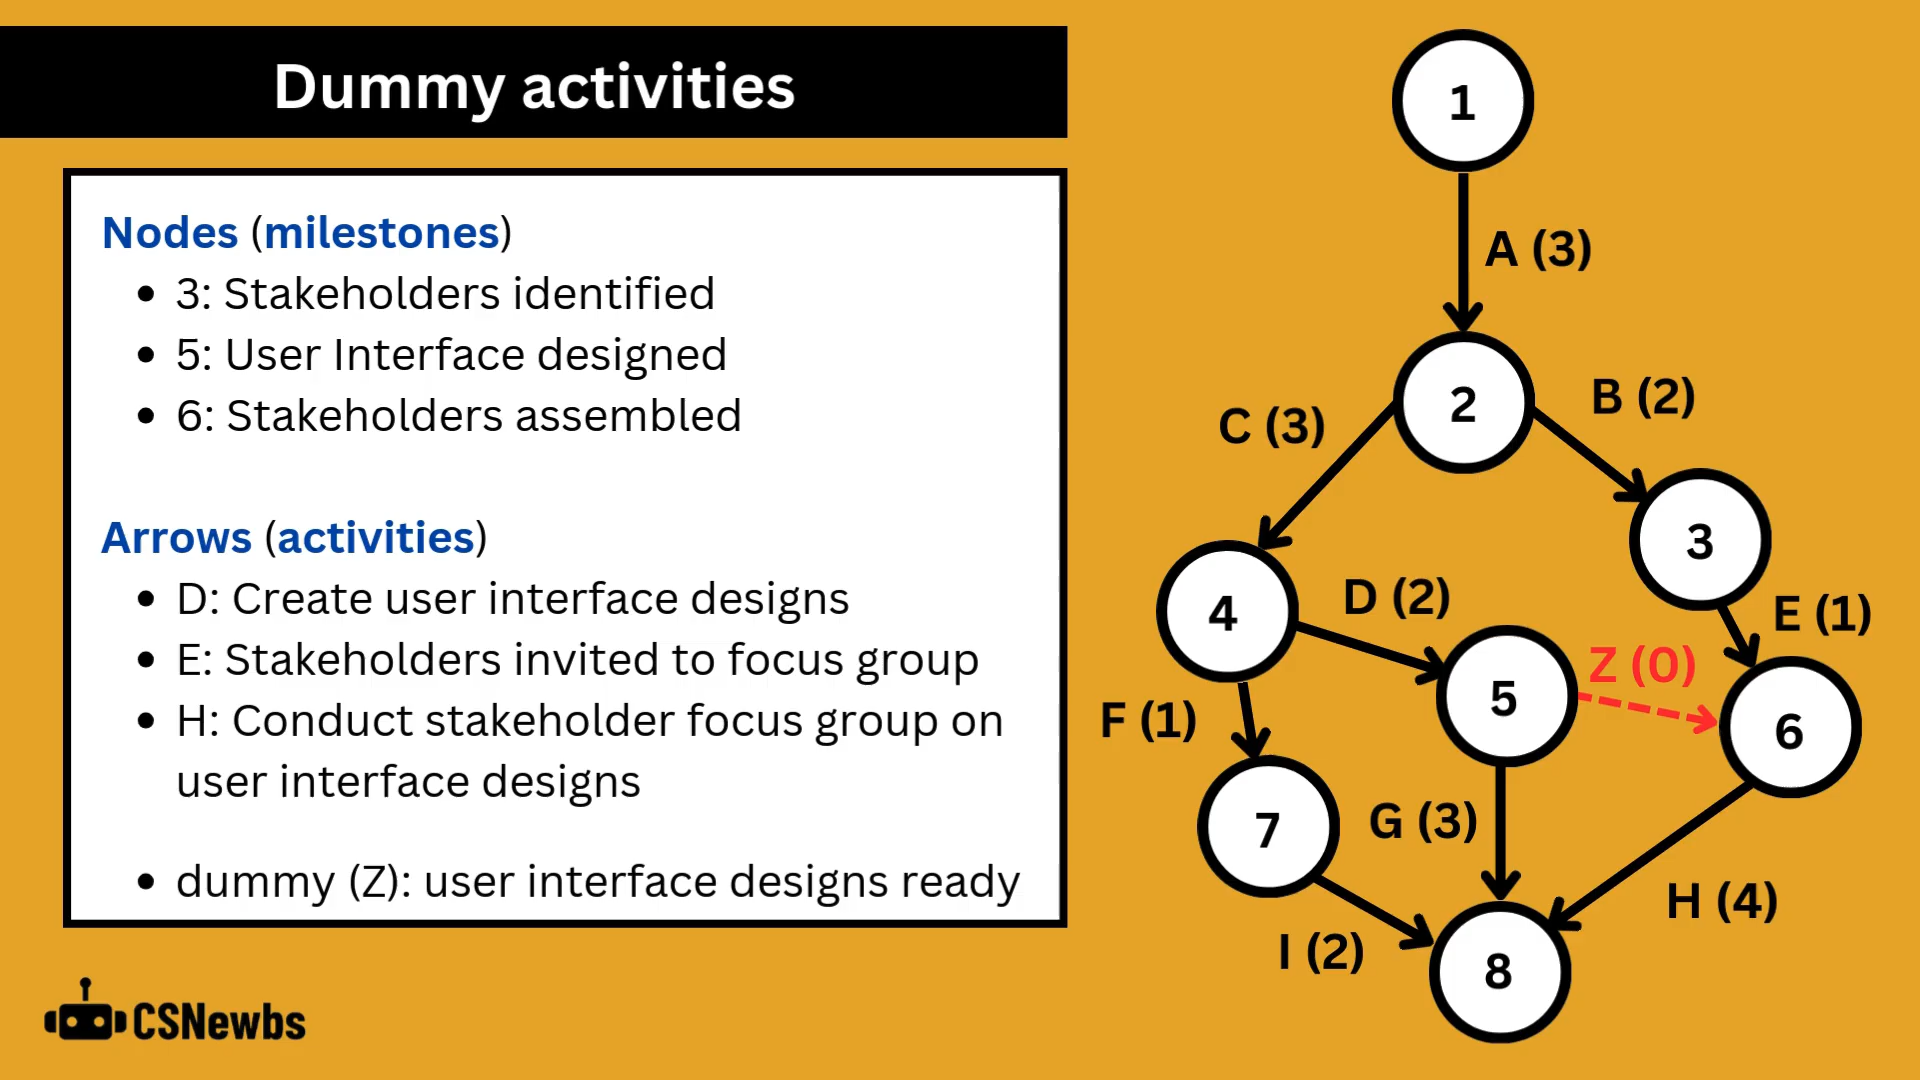 Dummy activities
Nodes (milestones)
• 3: Stakeholders identified
• 5: User Interface designed
• 6: Stakeholders assembled
Arrows (activities)
• D: Create user interface designs
• E: Stakeholders invited to focus group
• H: Conduct stakeholder focus group on
user interface designs
• dummy (Z): user interface designs ready
CSNewbs
1
A (3)
2
B (2)
C (3)
3
4
D (2)
E (1)
Z (0)
5
6
F (1)
7
G (3)
H (4)
I (2)
8